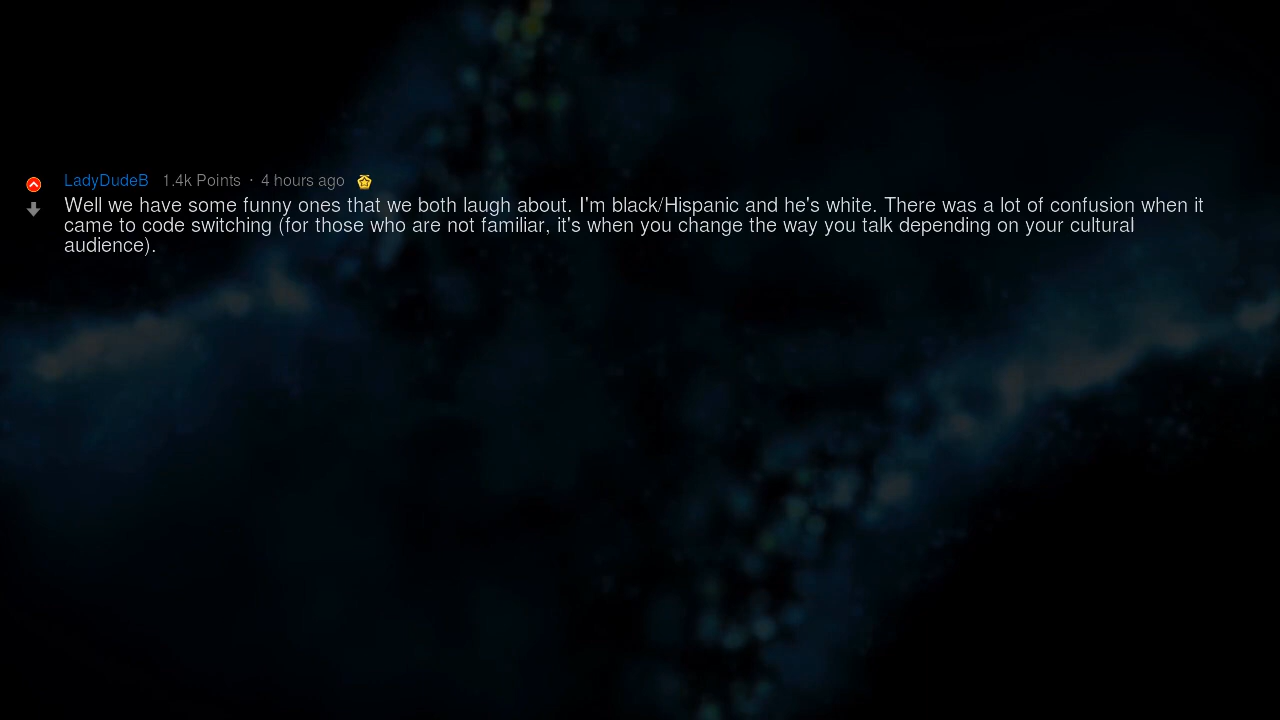 LadyDudeB 1.4k Points · 4 hours ago
Well we have some funny ones that we both laugh about. I'm black/Hispanic and he's white. There was a lot of confusion when it
came to code switching (for those who are not familiar, it's when you change the way you talk depending on your cultural
audience).